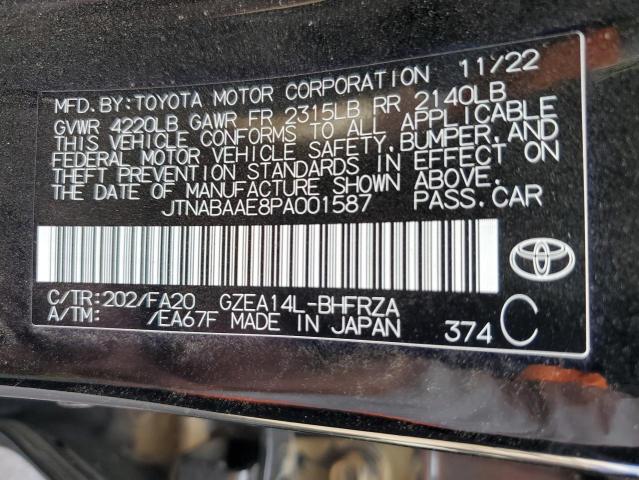 MFD.BY:TOYOTA MOTOR CORPORATION 11/22
GVWR 4220LB GAWR FR 2315LB RR 2140LB
THIS VEHICLE CONFORMS TO ALL APPLICABLE
FEDERAL MOTOR VEHICLE SAFETY,BUMPER,AND
THEFT PREVENTION STANDARDS IN EFFECT ON
THE DATE OF MANUFACTURE SHOWN ABOVE.
JTNABAAE8PA001587 PASS.CAR
C/TR:202/FA20 GZEA14L-BHFRZA
A/TM: /EA67F MADE IN JAPAN 374 C